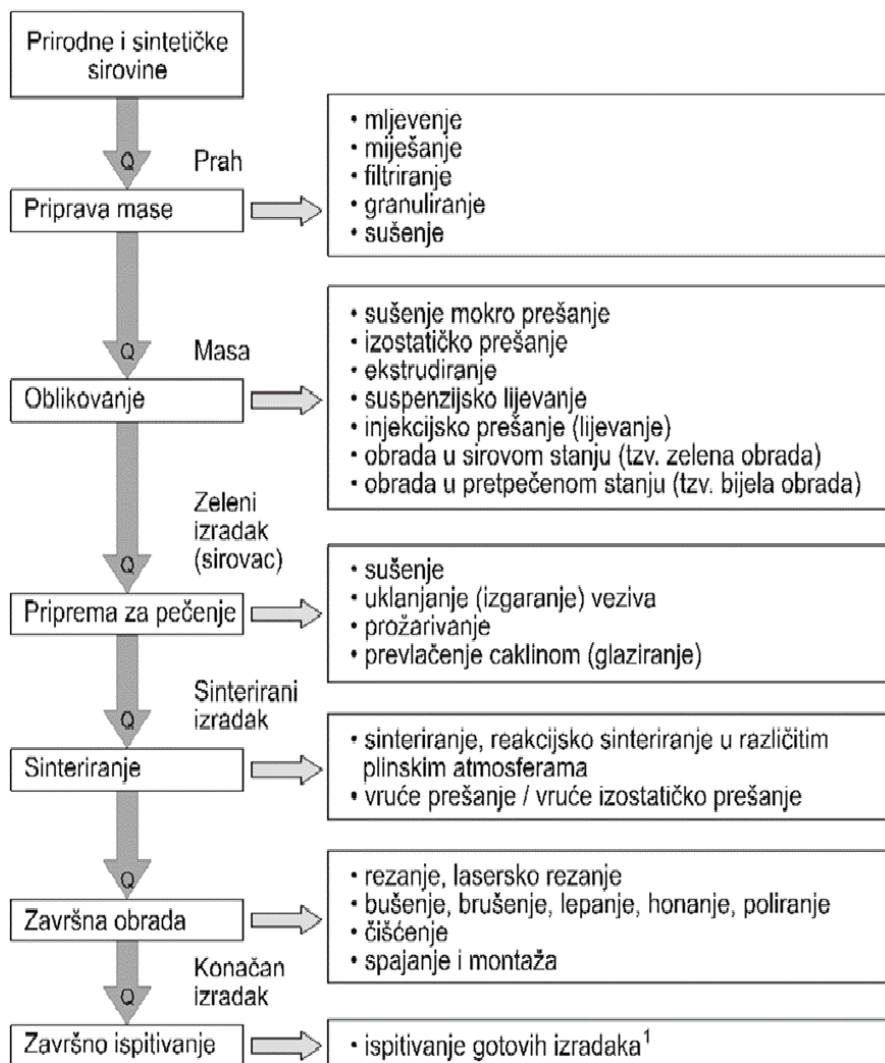 Prirodne i sintetičke
sirovine
Q
Prah
Priprava mase
• mljevenje
• miješanje
• filtriranje
• granuliranje
• sušenje
Q
Masa
Oblikovanje
• sušenje mokro prešanje
• izostatičko prešanje
• ekstrudiranje
• suspenzijsko lijevanje
• injekcijsko prešanje (lijevanje)
• obrada u sirovom stanju (tzv. zelena obrada)
• obrada u pretpečenom stanju (tzv. bijela obrada)
Zeleni
izradak
(sirovac)
Q
Priprema za pečenje
• sušenje
• uklanjanje (izgaranje) veziva
• prožarivanje
• prevlačenje caklinom (glaziranje)
Sinterirani
izradak
Q
Sinteriranje
• sinteriranje, reakcijsko sinteriranje u različitim
plinskim atmosferama
• vruće prešanje / vruće izostatičko prešanje
Q
Završna obrada
• rezanje, lasersko rezanje
• bušenje, brušenje, lepanje, honanje, poliranje
• čišćenje
• spajanje i montaža
Konačan
izradak
Q
Završno ispitivanje
• ispitivanje gotovih izradaka¹